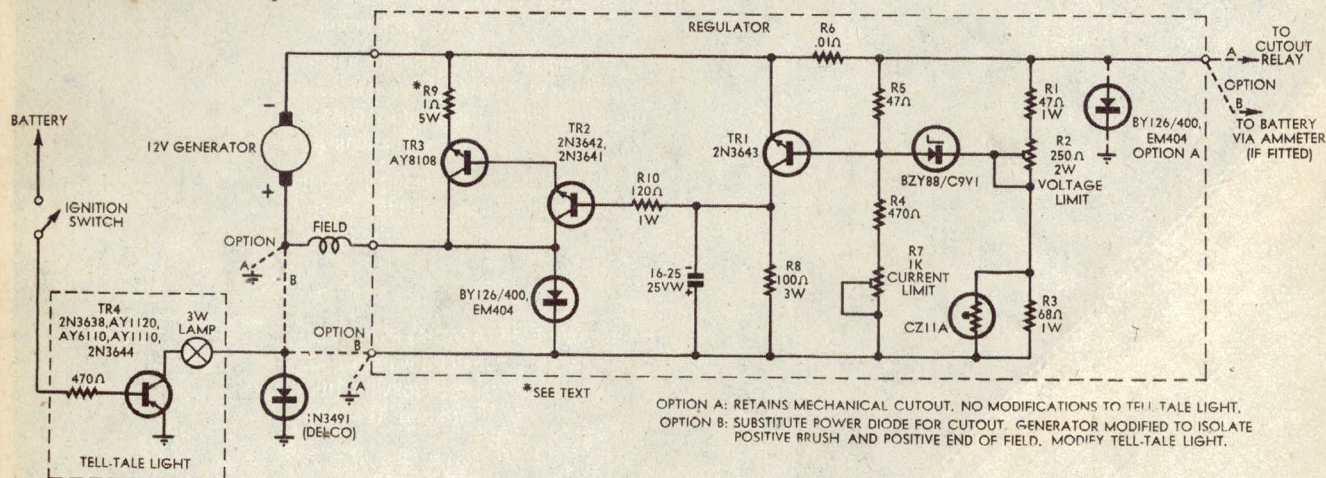 REGULATOR
R6
.01Ω
TO
CUTOUT
RELAY
A
OPTION
B
TO BATTERY
VIA AMMETER
(IF FITTED)
BATTERY
IGNITION
SWITCH
12V GENERATOR
-
+
* R9
1Ω
5W
TR3
AY8108
TR2
2N3642,
2N3641
R10
120Ω
1W
TR1
2N3643
R5
47Ω
BZY88/C9V1
R1
47Ω
1W
R2
250Ω
2W
VOLTAGE
LIMIT
BY126/400,
EM404
OPTION A
R4
470Ω
R7
1K
CURRENT
LIMIT
OPTION
A
B
FIELD
BY126/400,
EM404
16-25
25VW
-
+
R8
100Ω
3W
CZ11A
R3
68Ω
1W
OPTION
B
A
TR4
2N3638,AY1120,
AY6110,AY1110,
2N3644
3W
LAMP
470Ω
TELL-TALE LIGHT
1N3491
(DELCO)
*SEE TEXT
OPTION A: RETAINS MECHANICAL CUTOUT. NO MODIFICATIONS TO TELL TALE LIGHT.
OPTION B: SUBSTITUTE POWER DIODE FOR CUTOUT. GENERATOR MODIFIED TO ISOLATE
POSITIVE BRUSH AND POSITIVE END OF FIELD. MODIFY TELL-TALE LIGHT.